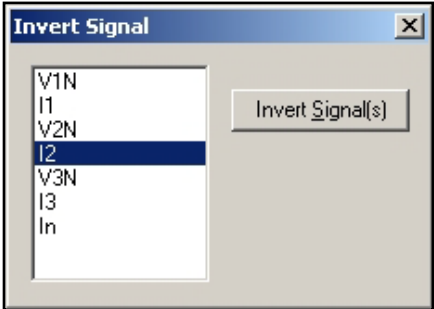 Invert Signal
V1N
I1
V2N
I2
V3N
I3
In
Invert Signal(s)